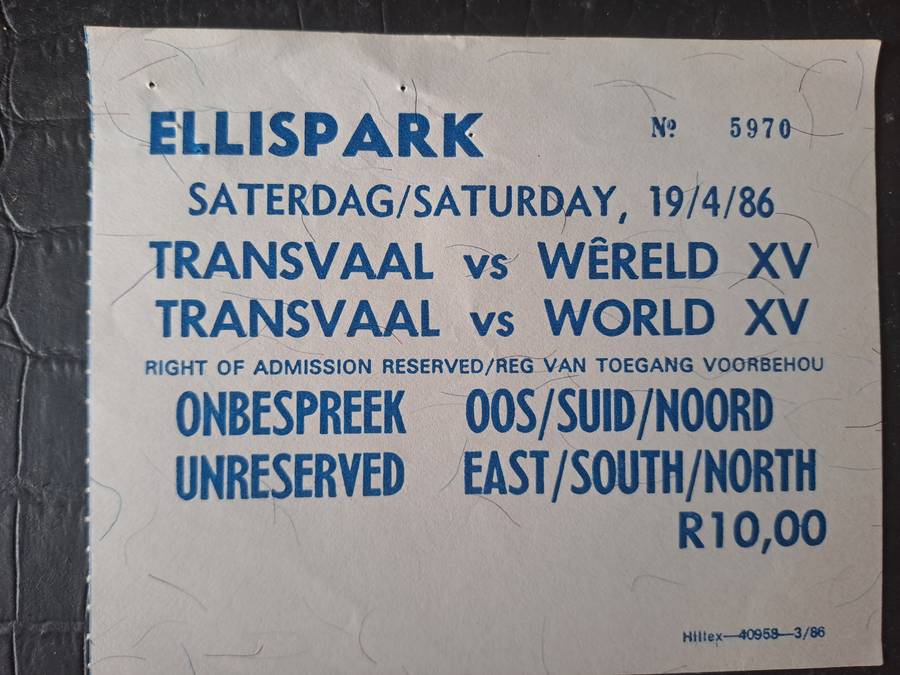 ELLISPARK Nº 5970
SATERDAG/SATURDAY, 19/4/86
TRANSVAAL vs WÊRELD XV
TRANSVAAL vs WORLD XV
RIGHT OF ADMISSION RESERVED/REG VAN TOEGANG VOORBEHOU
ONBESPREEK OOS/SUID/NOORD
UNRESERVED EAST/SOUTH/NORTH
R10,00
Hiltex—40958—3/86